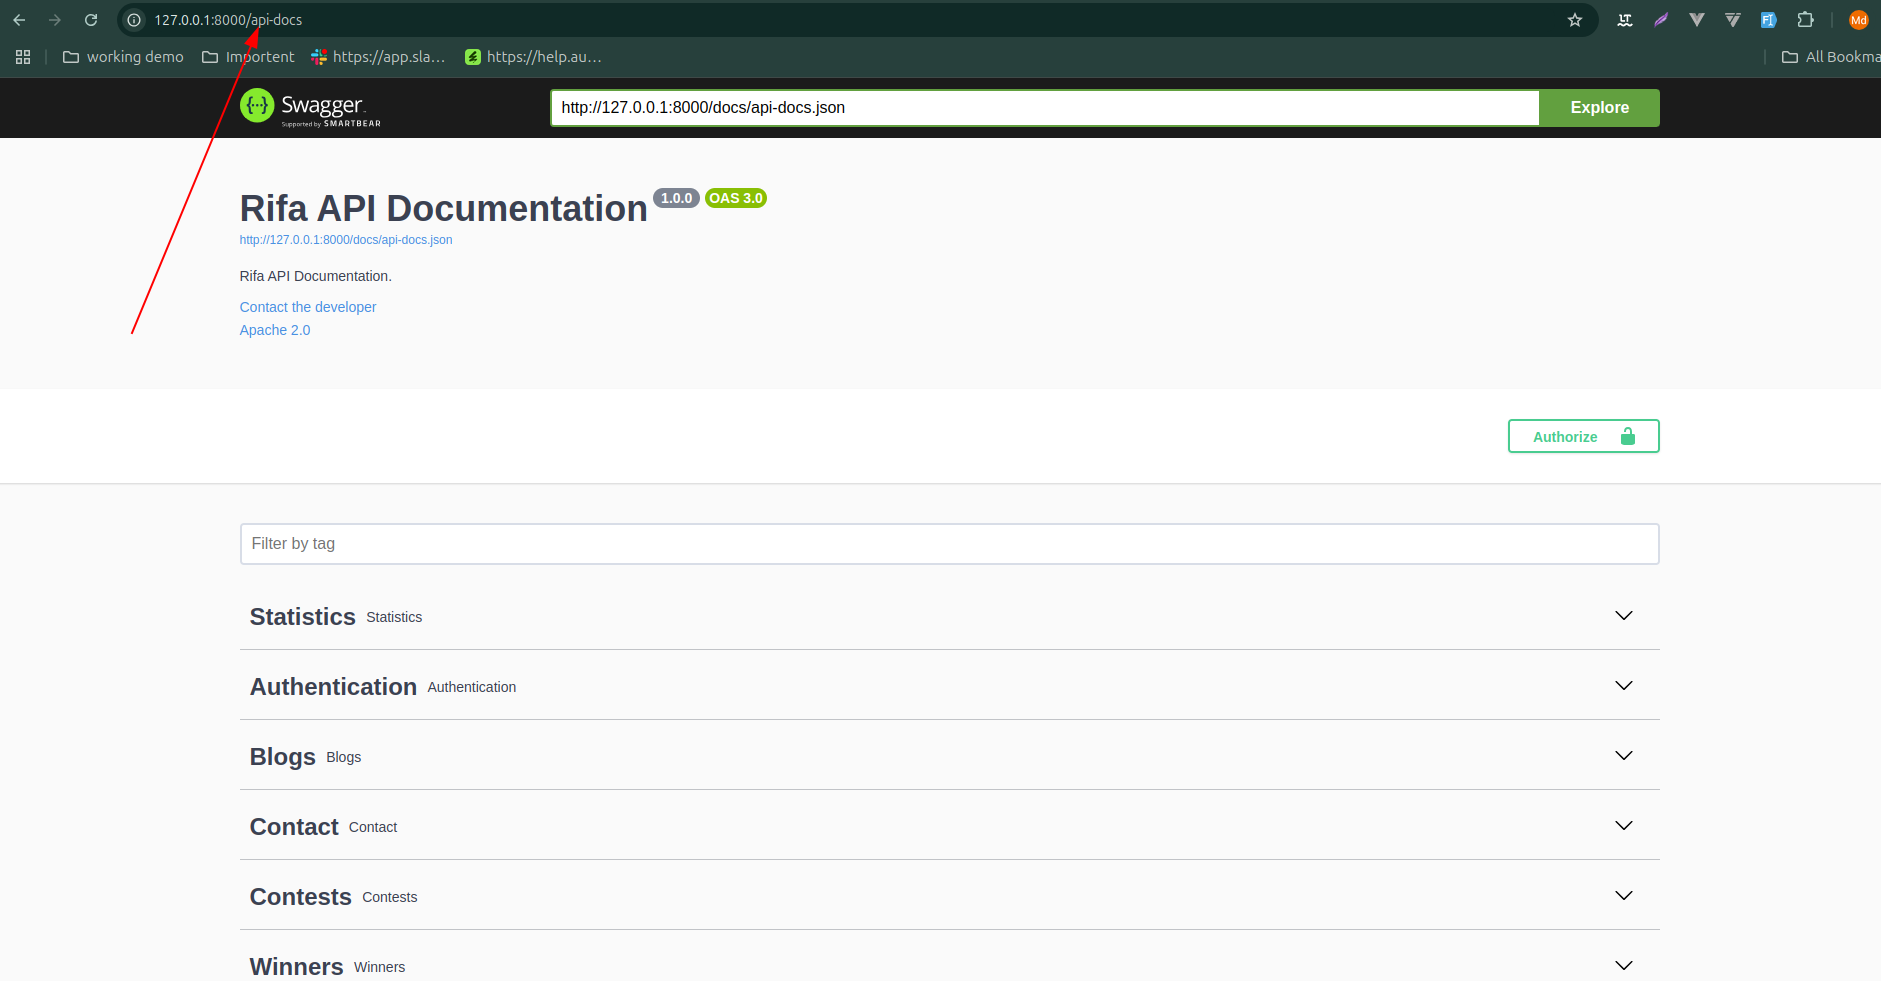 127.0.0.1:8000/api-docs
Md
working demo
Importent
https://app.sla...
https://help.au...
All Bookma
Swagger
Supported by SMARTBEAR
http://127.0.0.1:8000/docs/api-docs.json
Explore
Rifa API Documentation 1.0.0 OAS 3.0
http://127.0.0.1:8000/docs/api-docs.json
Rifa API Documentation.
Contact the developer
Apache 2.0
Authorize
Filter by tag
Statistics Statistics
Authentication Authentication
Blogs Blogs
Contact Contact
Contests Contests
Winners Winners